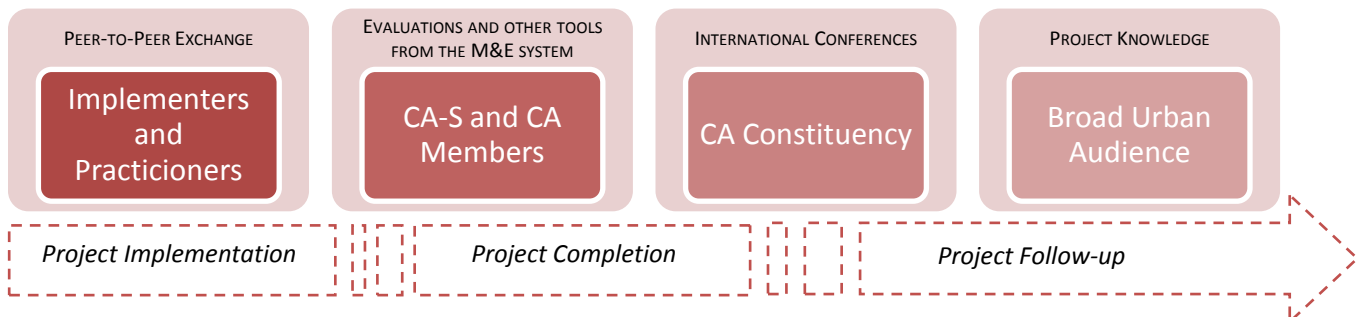 PEER-TO-PEER EXCHANGE
Implementers
and
Practicioners
EVALUATIONS AND OTHER TOOLS
FROM THE M&E SYSTEM
CA-S and CA
Members
INTERNATIONAL CONFERENCES
CA Constituency
PROJECT KNOWLEDGE
Broad Urban
Audience
Project Implementation
Project Completion
Project Follow-up